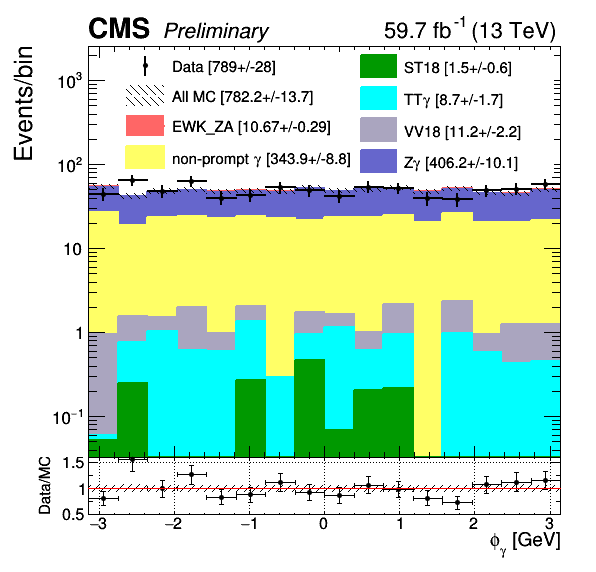 CMS Preliminary 59.7 fb⁻¹ (13 TeV)
Events/bin
Data [789+/-28]
All MC [782.2+/-13.7]
EWK_ZA [10.67+/-0.29]
non-prompt γ [343.9+/-8.8]
ST18 [1.5+/-0.6]
TTγ [8.7+/-1.7]
VV18 [11.2+/-2.2]
Zγ [406.2+/-10.1]
10³
10²
10
1
10⁻¹
Data/MC
1.5
1
0.5
−3 −2 −1 0 1 2 3
ϕγ [GeV]